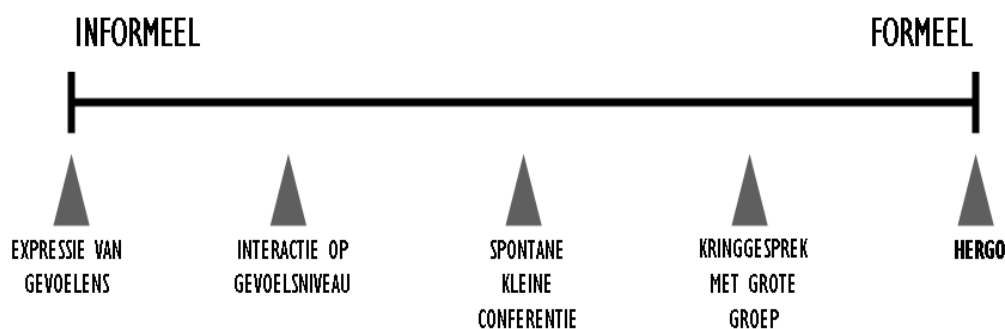 INFORMEEL
FORMEEL
EXPRESSIE VAN
GEVOELENS
INTERACTIE OP
GEVOELSNIVEAU
SPONTANE
KLEINE
CONFERENTIE
KRINGGESPREK
MET GROTE
GROEP
HERGO